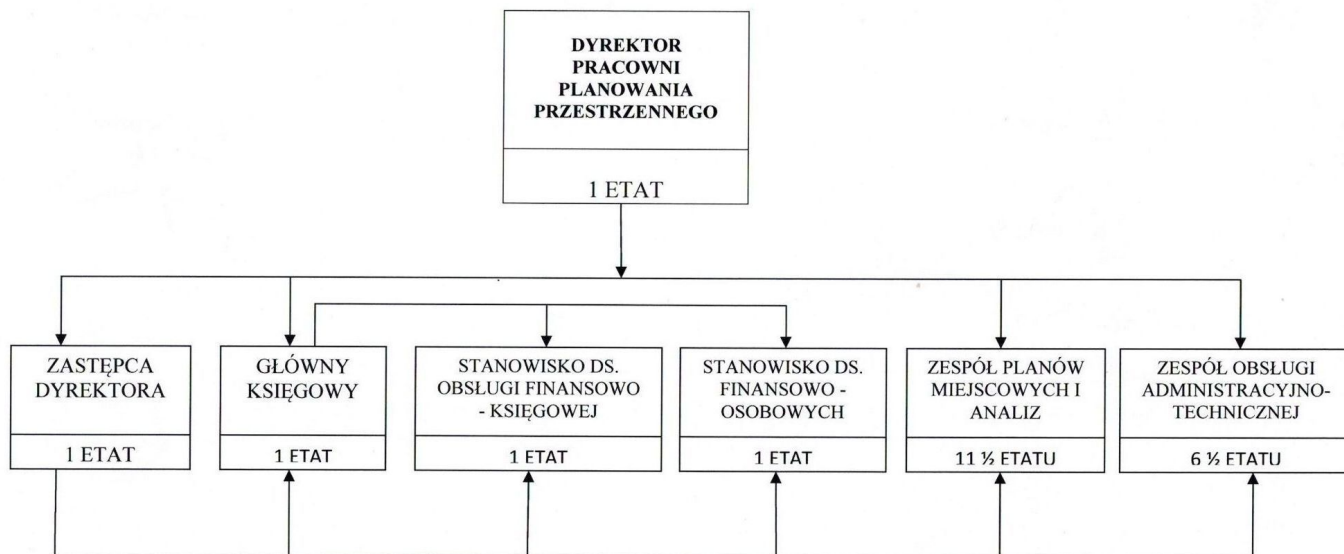 DYREKTOR
PRACOWNI
PLANOWANIA
PRZESTRZENNEGO
1 ETAT
ZASTĘPCA
DYREKTORA
1 ETAT
GŁÓWNY
KSIĘGOWY
1 ETAT
STANOWISKO DS.
OBSŁUGI FINANSOWO
- KSIĘGOWEJ
1 ETAT
STANOWISKO DS.
FINANSOWO -
OSOBOWYCH
1 ETAT
ZESPÓŁ PLANÓW
MIEJSCOWYCH I
ANALIZ
11 ½ ETATU
ZESPÓŁ OBSŁUGI
ADMINISTRACYJNO-
TECHNICZNEJ
6 ½ ETATU